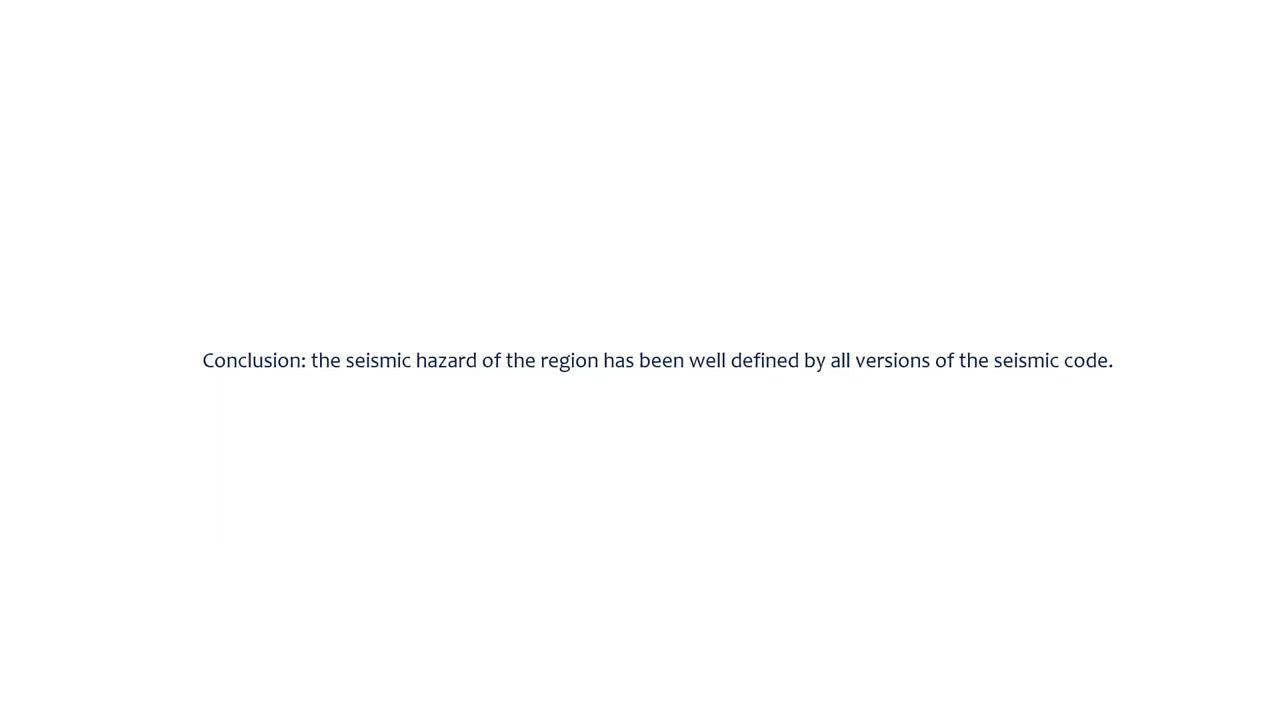 Conclusion: the seismic hazard of the region has been well defined by all versions of the seismic code.